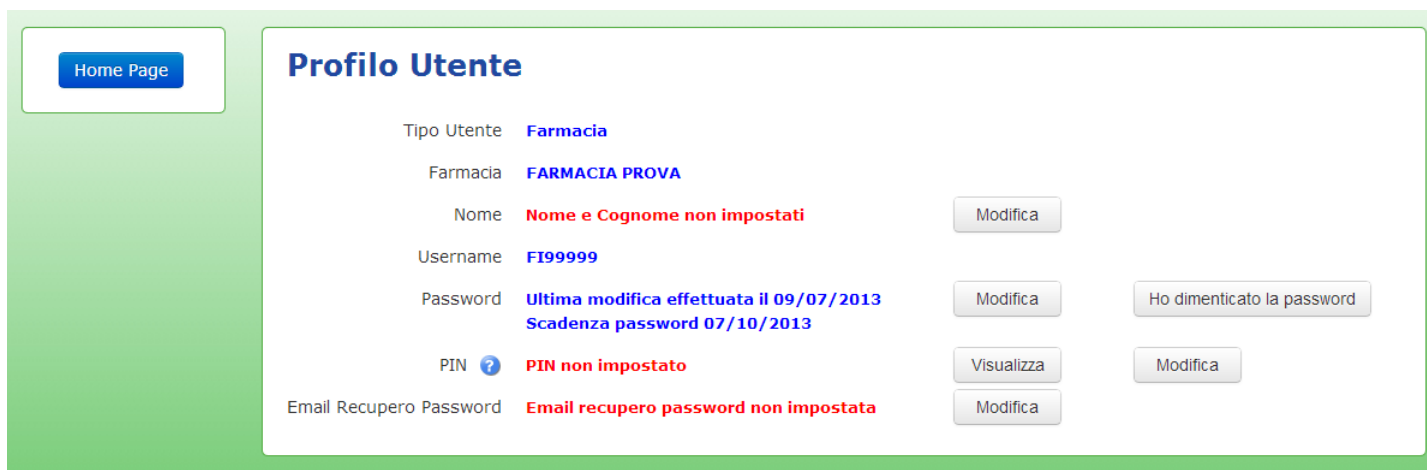 Home Page
Profilo Utente
Tipo Utente Farmacia
Farmacia FARMACIA PROVA
Nome Nome e Cognome non impostati Modifica
Username FI99999
Password Ultima modifica effettuata il 09/07/2013 Modifica Ho dimenticato la password
Scadenza password 07/10/2013
PIN ? PIN non impostato Visualizza Modifica
Email Recupero Password Email recupero password non impostata Modifica